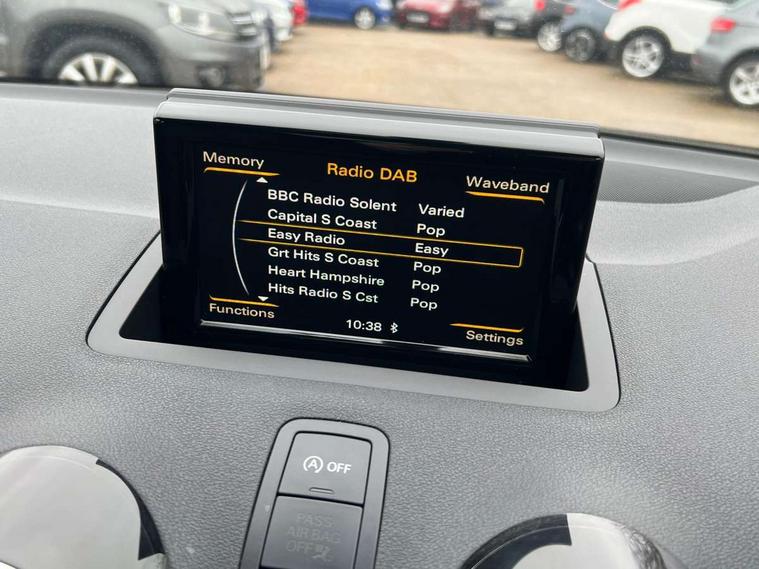 Memory
Radio DAB
Waveband
BBC Radio Solent Varied
Capital S Coast Pop
Easy Radio Easy
Grt Hits S Coast Pop
Heart Hampshire Pop
Hits Radio S Cst Pop
Functions
10:38
Settings
A OFF
PASS
AIR BAG
OFF